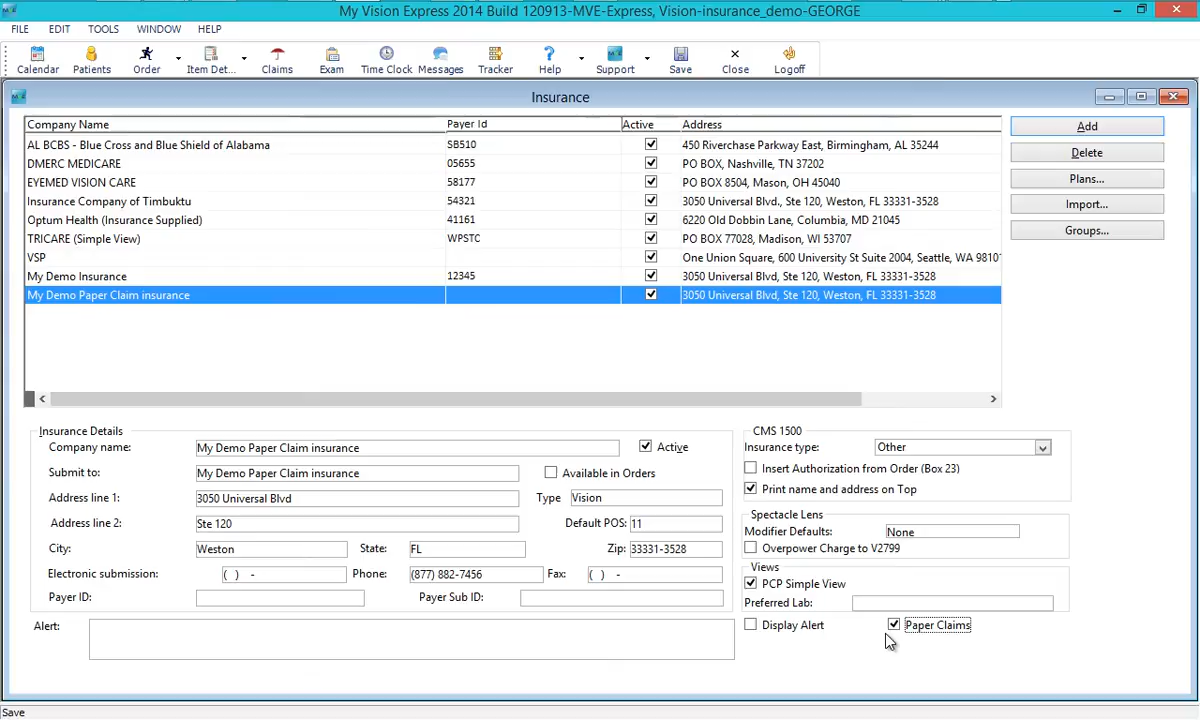 My Vision Express 2014 Build 120913-MVE-Express, Vision-insurance_demo-GEORGE
FILE EDIT TOOLS WINDOW HELP
Calendar Patients Order Item Det... Claims Exam Time Clock Messages Tracker Help Support Save Close Logoff
Insurance
Company Name Payer Id Active Address
AL BCBS - Blue Cross and Blue Shield of Alabama SB510 450 Riverchase Parkway East, Birmingham, AL 35244
DMERC MEDICARE 05655 PO BOX, Nashville, TN 37202
EYEMED VISION CARE 58177 PO BOX 8504, Mason, OH 45040
Insurance Company of Timbuktu 54321 3050 Universal Blvd., Ste 120, Weston, FL 33331-3528
Optum Health (Insurance Supplied) 41161 6220 Old Dobbin Lane, Columbia, MD 21045
TRICARE (Simple View) WPSTC PO BOX 77028, Madison, WI 53707
VSP One Union Square, 600 University St Suite 2004, Seattle, WA 98101
My Demo Insurance 12345 3050 Universal Blvd, Ste 120, Weston, FL 33331-3528
My Demo Paper Claim insurance 3050 Universal Blvd, Ste 120, Weston, FL 33331-3528
Add
Delete
Plans...
Import...
Groups...
Insurance Details
Company name: My Demo Paper Claim insurance Active
Submit to: My Demo Paper Claim insurance Available in Orders
Address line 1: 3050 Universal Blvd Type Vision
Address line 2: Ste 120 Default POS: 11
City: Weston State: FL Zip: 33331-3528
Electronic submission: ( ) - Phone: (877) 882-7456 Fax: ( ) -
Payer ID: Payer Sub ID:
Alert:
CMS 1500
Insurance type: Other
Insert Authorization from Order (Box 23)
Print name and address on Top
Spectacle Lens
Modifier Defaults: None
Overpower Charge to V2799
Views
PCP Simple View
Preferred Lab:
Display Alert Paper Claims
Save